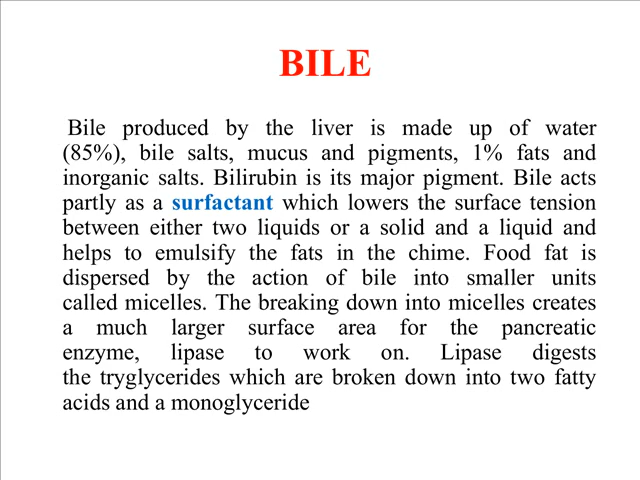 BILE
Bile produced by the liver is made up of water
(85%), bile salts, mucus and pigments, 1% fats and
inorganic salts. Bilirubin is its major pigment. Bile acts
partly as a surfactant which lowers the surface tension
between either two liquids or a solid and a liquid and
helps to emulsify the fats in the chime. Food fat is
dispersed by the action of bile into smaller units
called micelles. The breaking down into micelles creates
a much larger surface area for the pancreatic
enzyme, lipase to work on. Lipase digests
the tryglycerides which are broken down into two fatty
acids and a monoglyceride